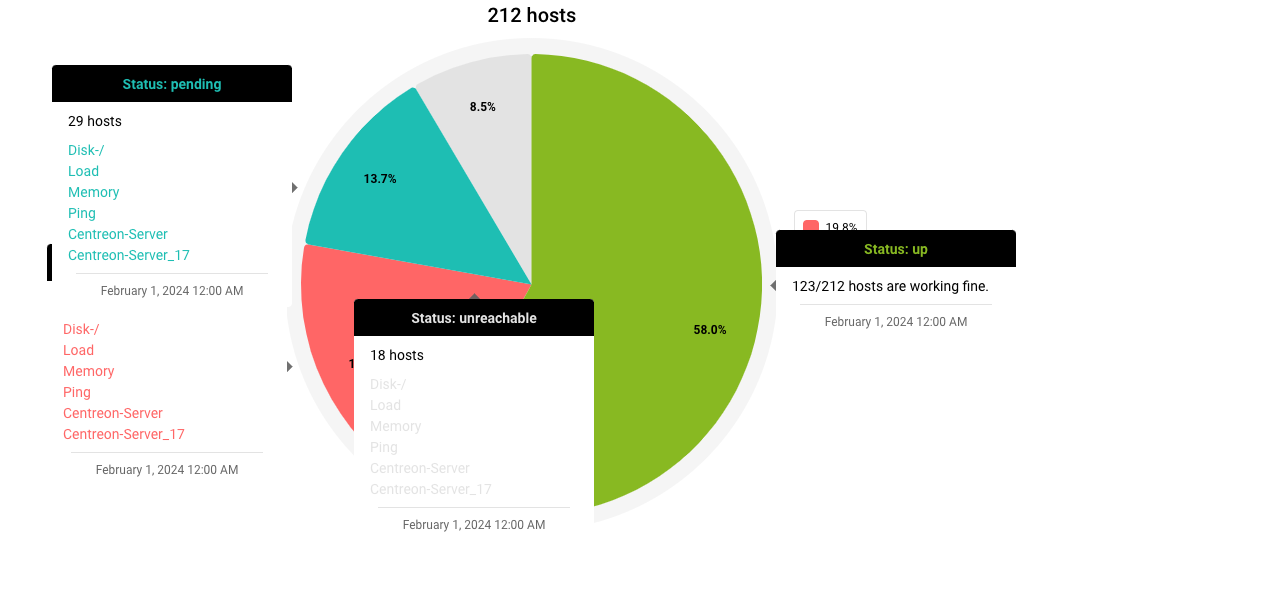 212 hosts
Status: pending
29 hosts
Disk-/
Load
Memory
Ping
Centreon-Server
Centreon-Server_17
February 1, 2024 12:00 AM
Disk-/
Load
Memory
Ping
Centreon-Server
Centreon-Server_17
February 1, 2024 12:00 AM
8.5%
13.7%
58.0%
Status: unreachable
18 hosts
Disk-/
Load
Memory
Ping
Centreon-Server
Centreon-Server_17
February 1, 2024 12:00 AM
19.8%
Status: up
123/212 hosts are working fine.
February 1, 2024 12:00 AM